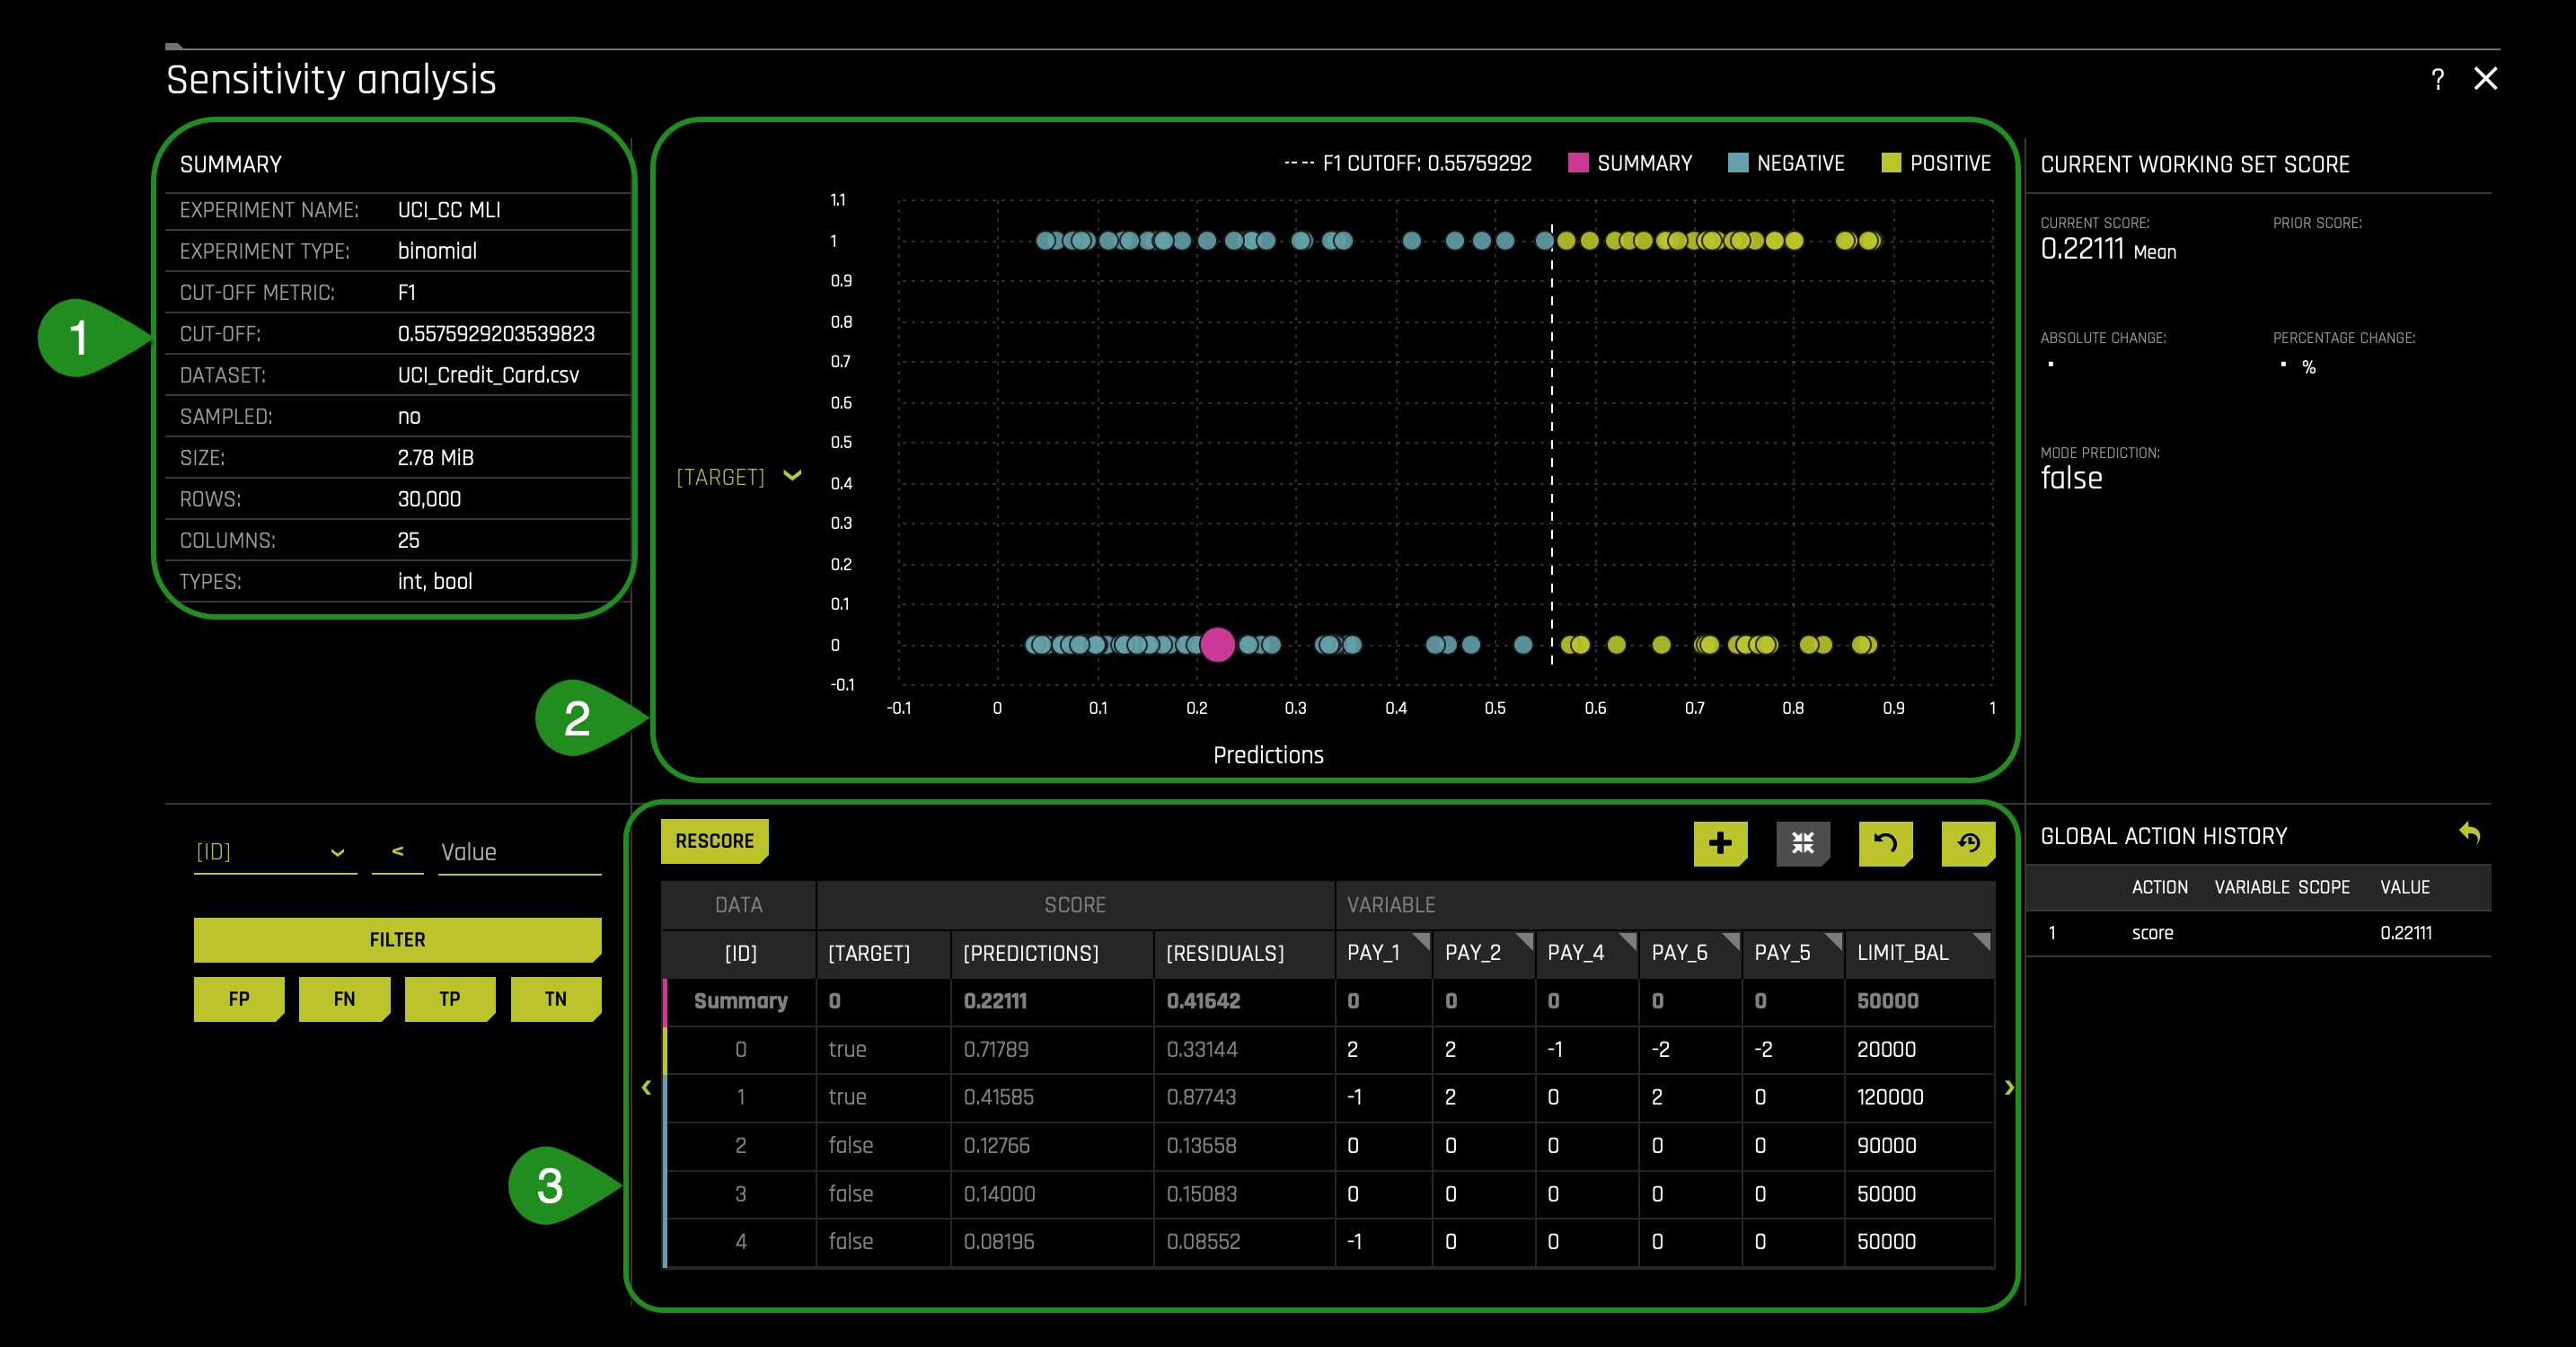 Sensitivity analysis
?
1
SUMMARY
EXPERIMENT NAME: UCI_CC MLI
EXPERIMENT TYPE: binomial
CUT-OFF METRIC: F1
CUT-OFF: 0.5575929203539823
DATASET: UCI_Credit_Card.csv
SAMPLED: no
SIZE: 2.78 MiB
ROWS: 30,000
COLUMNS: 25
TYPES: int, bool
2
F1 CUTOFF: 0.55759292 SUMMARY NEGATIVE POSITIVE
[TARGET]
1.1
1
0.9
0.8
0.7
0.6
0.5
0.4
0.3
0.2
0.1
0
-0.1
-0.1 0 0.1 0.2 0.3 0.4 0.5 0.6 0.7 0.8 0.9 1
Predictions
CURRENT WORKING SET SCORE
CURRENT SCORE: PRIOR SCORE:
0.22111 Mean
ABSOLUTE CHANGE: PERCENTAGE CHANGE:
%
MODE PREDICTION:
false
[ID] < Value
FILTER
FP FN TP TN
3
RESCORE
DATA SCORE VARIABLE
[ID] [TARGET] [PREDICTIONS] [RESIDUALS] PAY_1 PAY_2 PAY_4 PAY_6 PAY_5 LIMIT_BAL
Summary 0 0.22111 0.41642 0 0 0 0 0 50000
0 true 0.71789 0.33144 2 2 -1 -2 -2 20000
1 true 0.41585 0.87743 -1 2 0 2 0 120000
2 false 0.12766 0.13658 0 0 0 0 0 90000
3 false 0.14000 0.15083 0 0 0 0 0 50000
4 false 0.08196 0.08552 -1 0 0 0 0 50000
GLOBAL ACTION HISTORY
ACTION VARIABLE SCOPE VALUE
1 score 0.22111